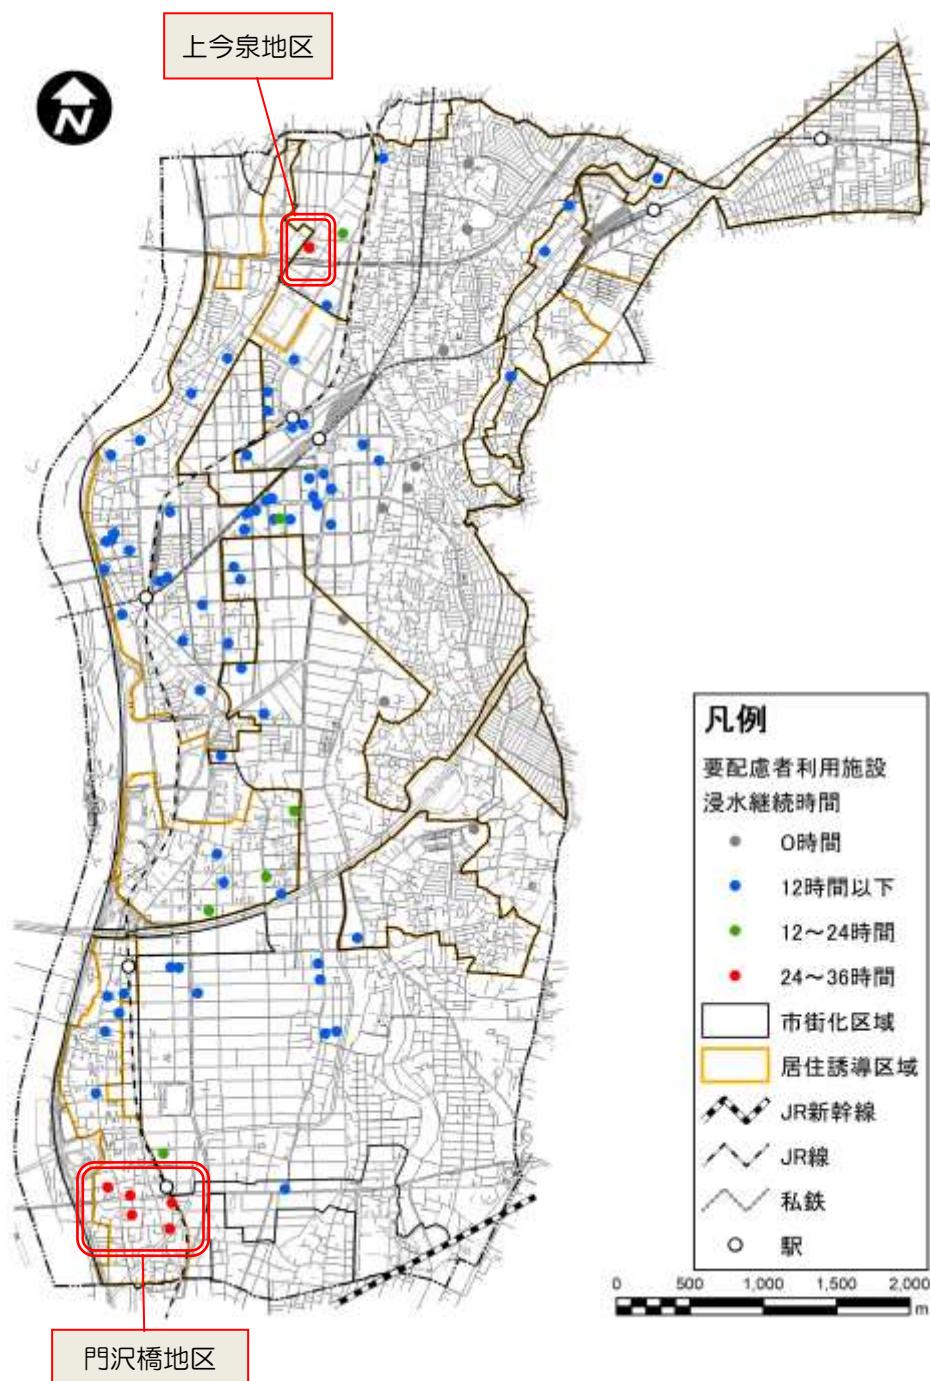 上今泉地区
N
凡例
要配慮者利用施設
浸水継続時間
0時間
12時間以下
12～24時間
24～36時間
市街化区域
居住誘導区域
JR新幹線
JR線
私鉄
駅
0 500 1,000 1,500 2,000
m
門沢橋地区